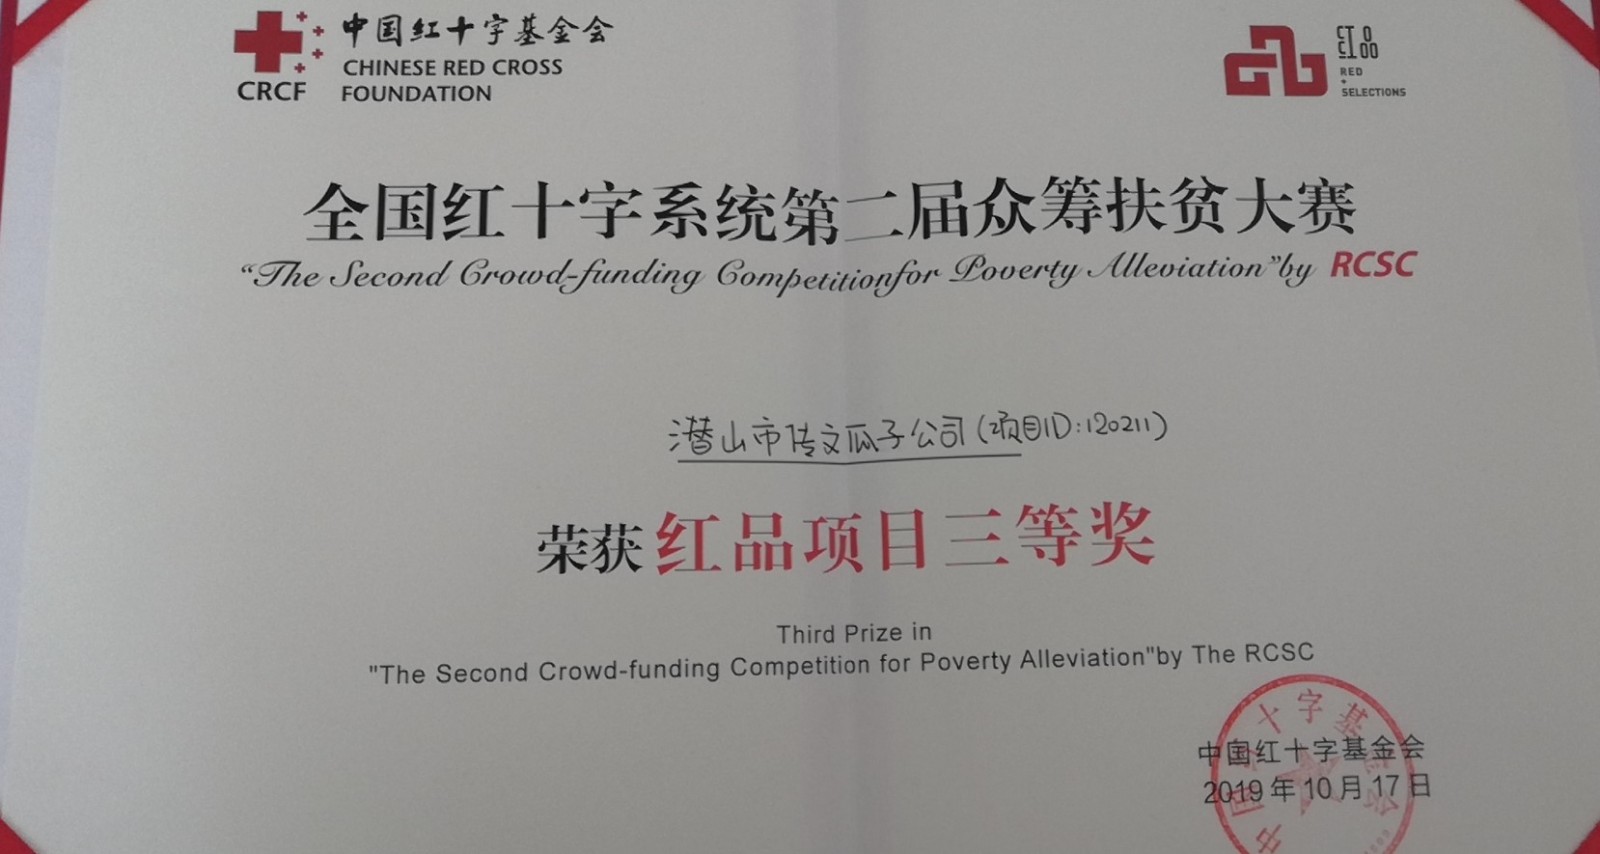 中国红十字基金会
CHINESE RED CROSS
FOUNDATION
CRCF
红品
RED
+
SELECTIONS
全国红十字系统第二届众筹扶贫大赛
“The Second Crowd-funding Competitionfor Poverty Alleviation”by RCSC
潜山市传文瓜子公司(项目ID:120211)
荣获 红品项目三等奖
Third Prize in
"The Second Crowd-funding Competition for Poverty Alleviation"by The RCSC
中国红十字基金会
2019年10月17日